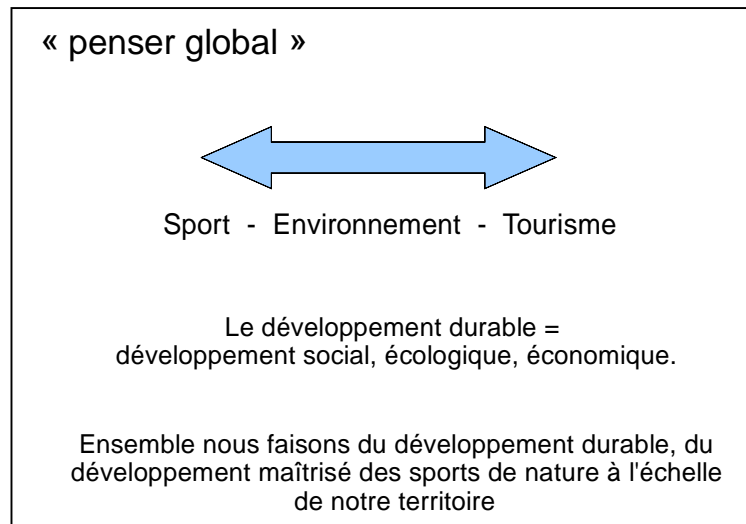 « penser global »
Sport - Environnement - Tourisme
Le développement durable =
développement social, écologique, économique.
Ensemble nous faisons du développement durable, du
développement maîtrisé des sports de nature à l'échelle
de notre territoire